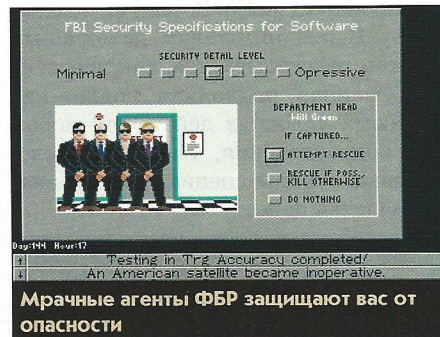 FBI Security Specifications for Software
SECURITY DETAIL LEVEL
Minimal Opressive
DEPARTMENT HEAD
Will Green
IF CAPTURED...
ATTEMPT RESCUE
RESCUE IF POSS.,
KILL OTHERWISE
DO NOTHING
Day:144 Hour:17
Testing in Trg Accuracy completed!
An American satellite became inoperative.
Мрачные агенты ФБР защищают вас от
опасности